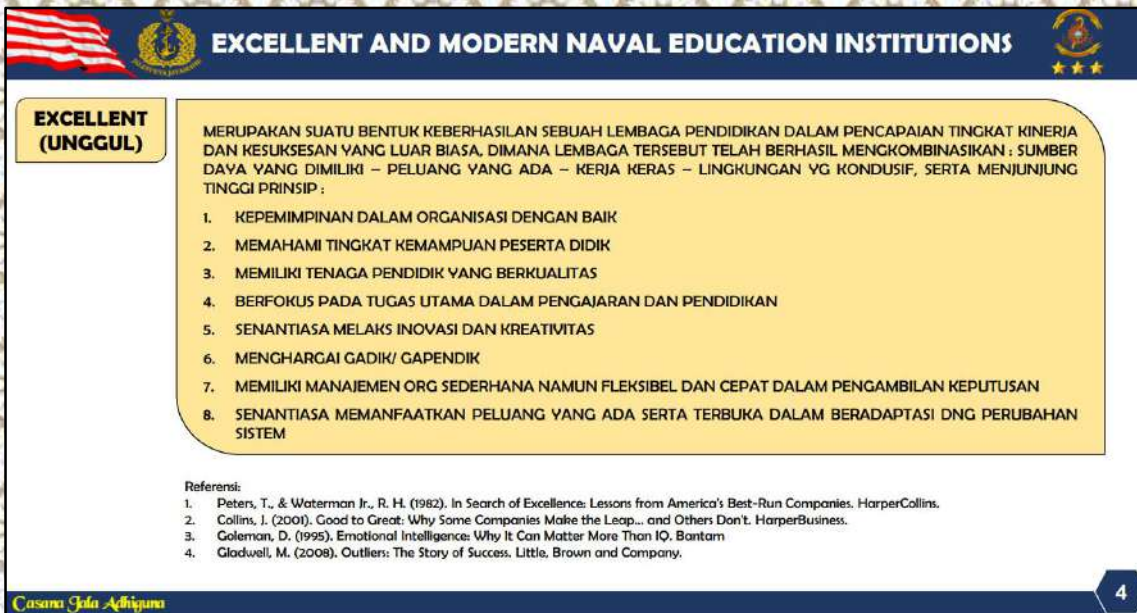 EXCELLENT AND MODERN NAVAL EDUCATION INSTITUTIONS
EXCELLENT
(UNGGUL)
MERUPAKAN SUATU BENTUK KEBERHASILAN SEBUAH LEMBAGA PENDIDIKAN DALAM PENCAPAIAN TINGKAT KINERJA
DAN KESUKSESAN YANG LUAR BIASA, DIMANA LEMBAGA TERSEBUT TELAH BERHASIL MENGKOMBINASIKAN : SUMBER
DAYA YANG DIMILIKI – PELUANG YANG ADA – KERJA KERAS – LINGKUNGAN YG KONDUSIF, SERTA MENJUNJUNG
TINGGI PRINSIP :
1. KEPEMIMPINAN DALAM ORGANISASI DENGAN BAIK
2. MEMAHAMI TINGKAT KEMAMPUAN PESERTA DIDIK
3. MEMILIKI TENAGA PENDIDIK YANG BERKUALITAS
4. BERFOKUS PADA TUGAS UTAMA DALAM PENGAJARAN DAN PENDIDIKAN
5. SENANTIASA MELAKS INOVASI DAN KREATIVITAS
6. MENGHARGAI GADIK/ GAPENDIK
7. MEMILIKI MANAJEMEN ORG SEDERHANA NAMUN FLEKSIBEL DAN CEPAT DALAM PENGAMBILAN KEPUTUSAN
8. SENANTIASA MEMANFAATKAN PELUANG YANG ADA SERTA TERBUKA DALAM BERADAPTASI DNG PERUBAHAN
SISTEM
Referensi:
1. Peters, T., & Waterman Jr., R. H. (1982). In Search of Excellence: Lessons from America's Best-Run Companies. HarperCollins.
2. Collins, J. (2001). Good to Great: Why Some Companies Make the Leap... and Others Don't. HarperBusiness.
3. Goleman, D. (1995). Emotional Intelligence: Why It Can Matter More Than IQ. Bantam
4. Gladwell, M. (2008). Outliers: The Story of Success. Little, Brown and Company.
Casana Jala Adhiguna
4